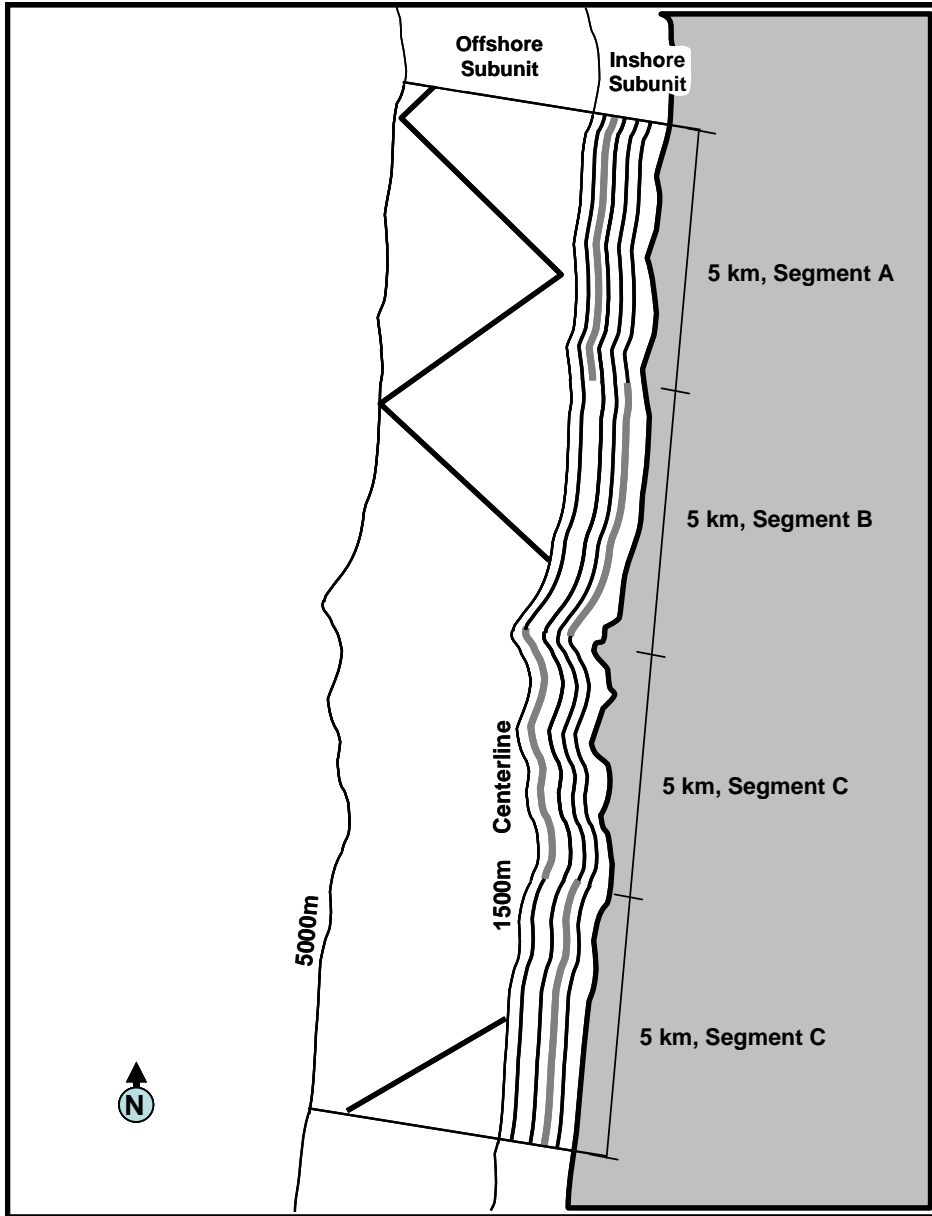 Offshore
Subunit
Inshore
Subunit
5 km, Segment A
5 km, Segment B
5 km, Segment C
5 km, Segment C
1500m Centerline
5000m
N